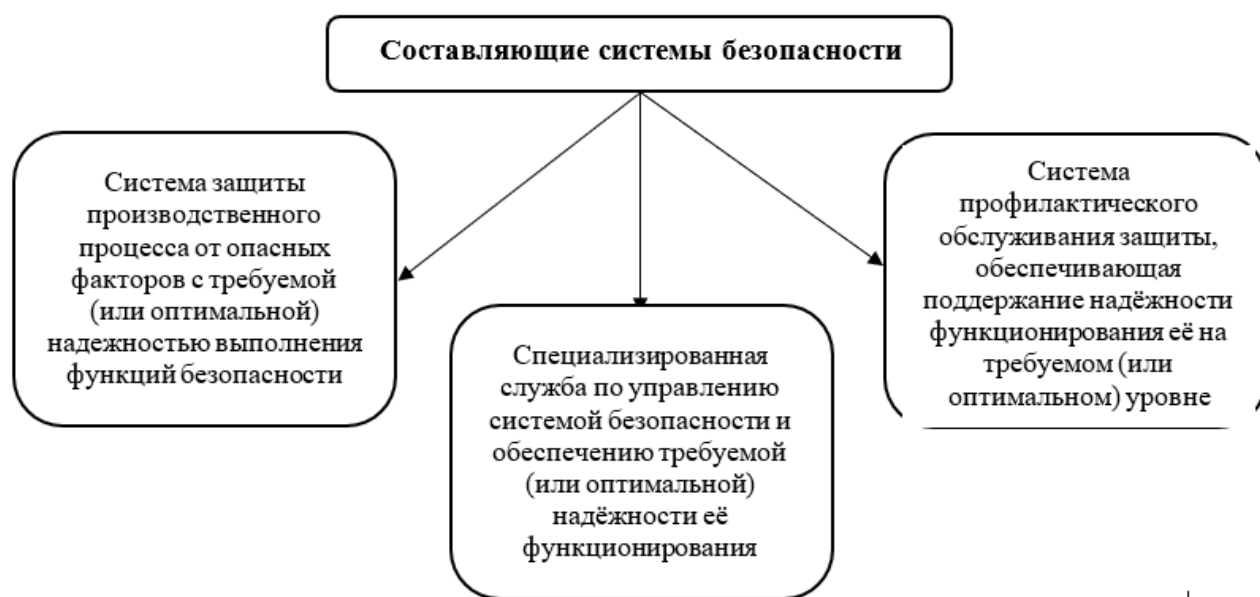 Составляющие системы безопасности
Система защиты
производственного
процесса от опасных
факторов с требуемой
(или оптимальной)
надежностью выполнения
функций безопасности
Специализированная
служба по управлению
системой безопасности и
обеспечению требуемой
(или оптимальной)
надёжности её
функционирования
Система
профилактического
обслуживания защиты,
обеспечивающая
поддержание надёжности
функционирования её на
требуемом (или
оптимальном) уровне